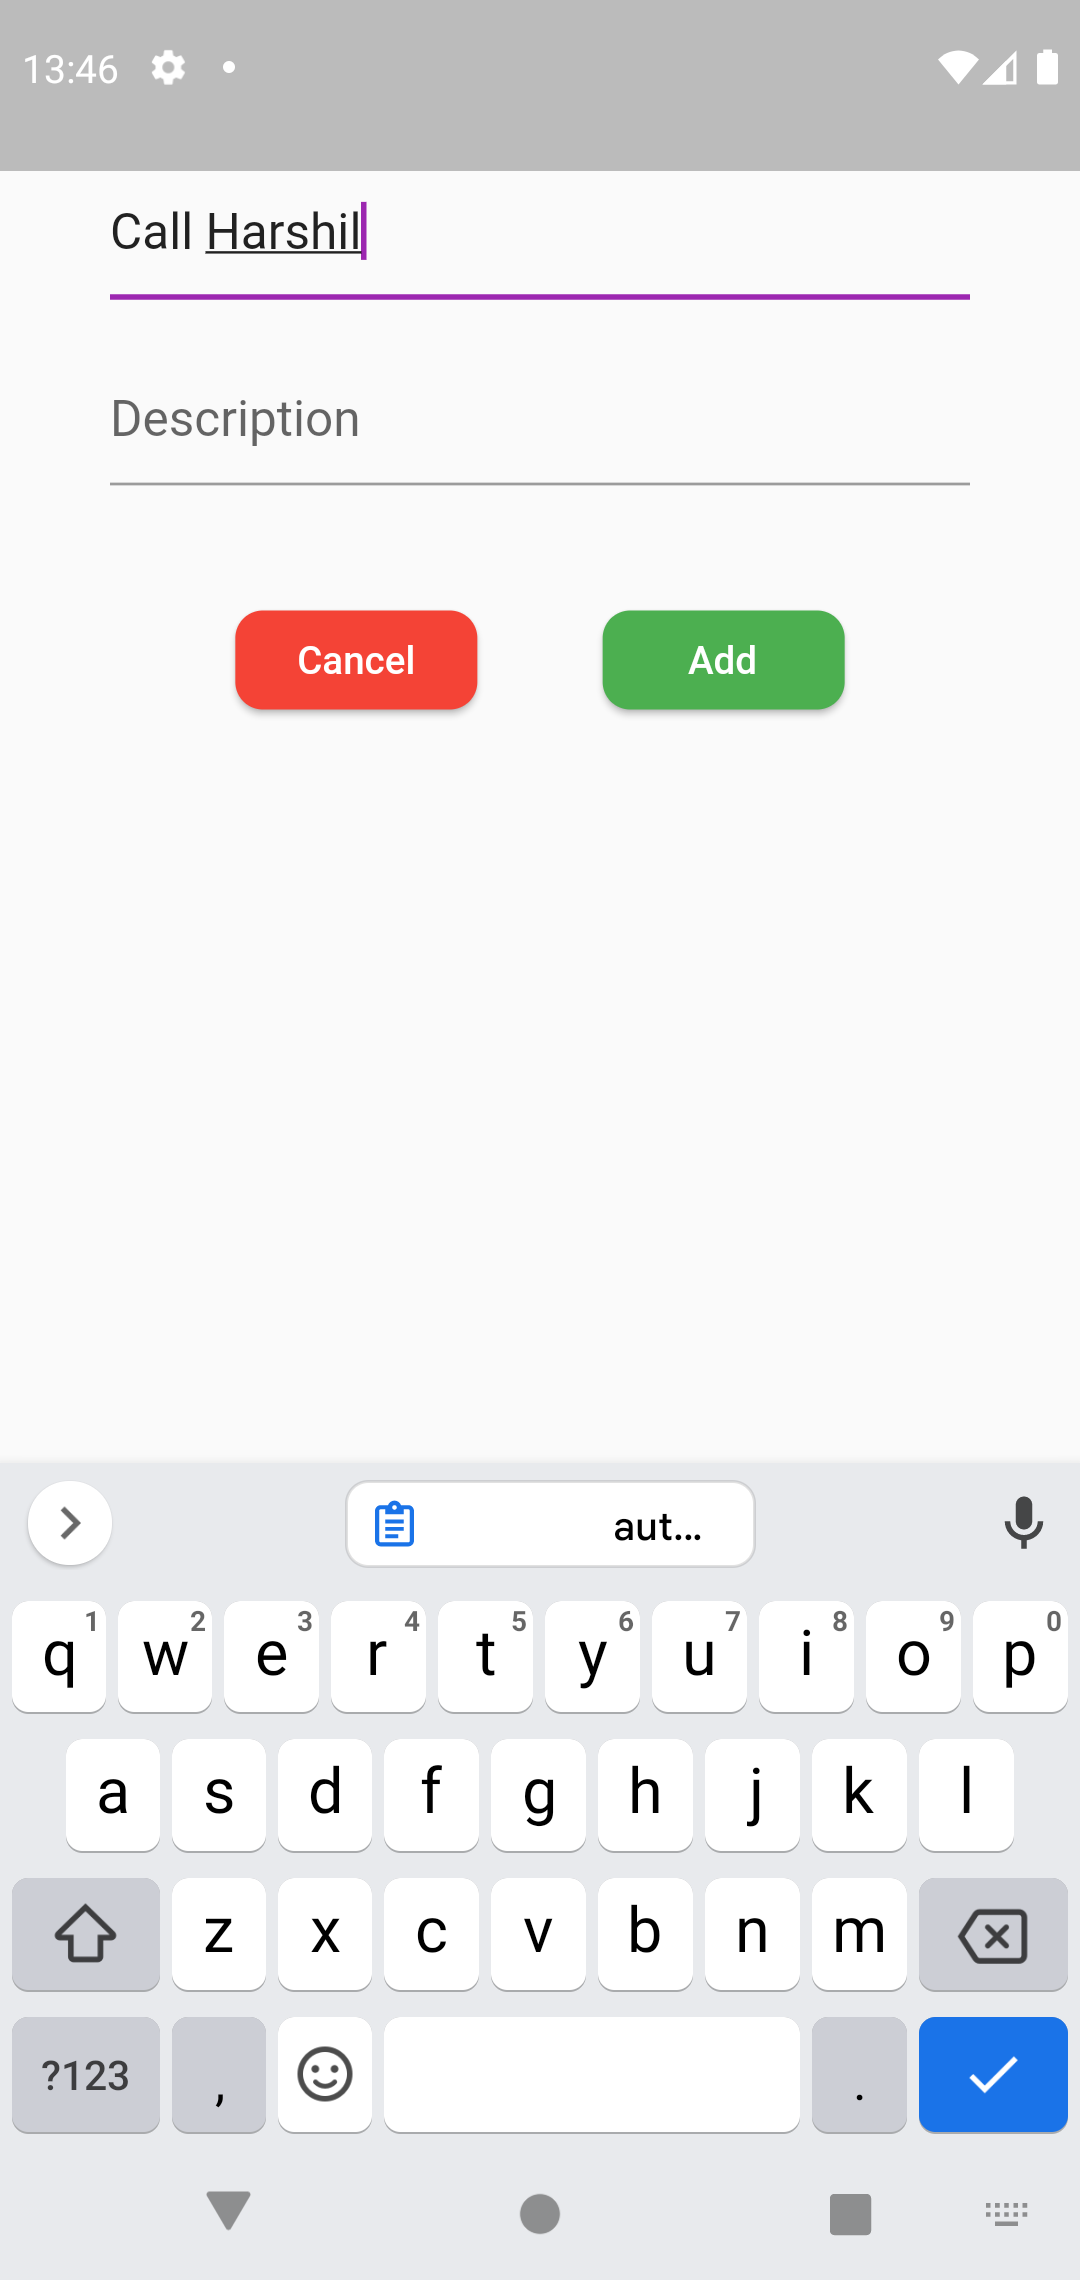 13:46
Call Harshil
Description
Cancel Add
aut...
1 2 3 4 5 6 7 8 9 0
q w e r t y u i o p
a s d f g h j k l
z x c v b n m
?123 , .